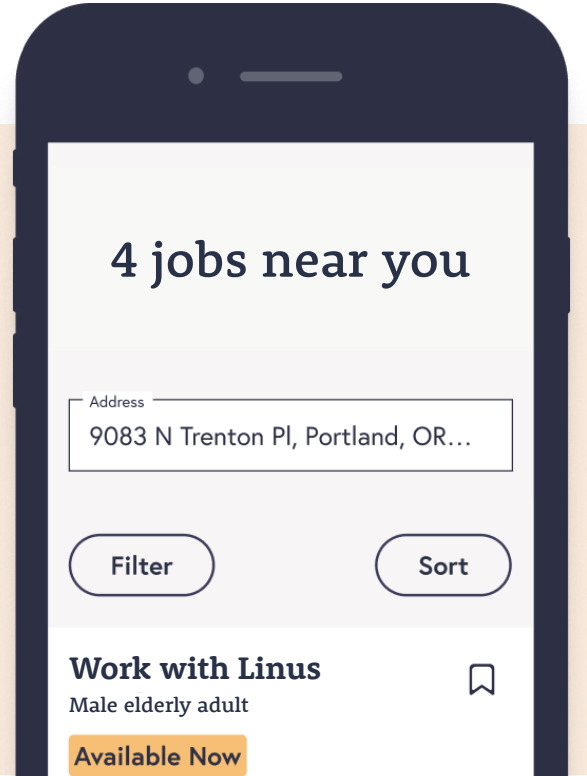 4 jobs near you
Address
9083 N Trenton Pl, Portland, OR...
Filter
Sort
Work with Linus
Male elderly adult
Available Now